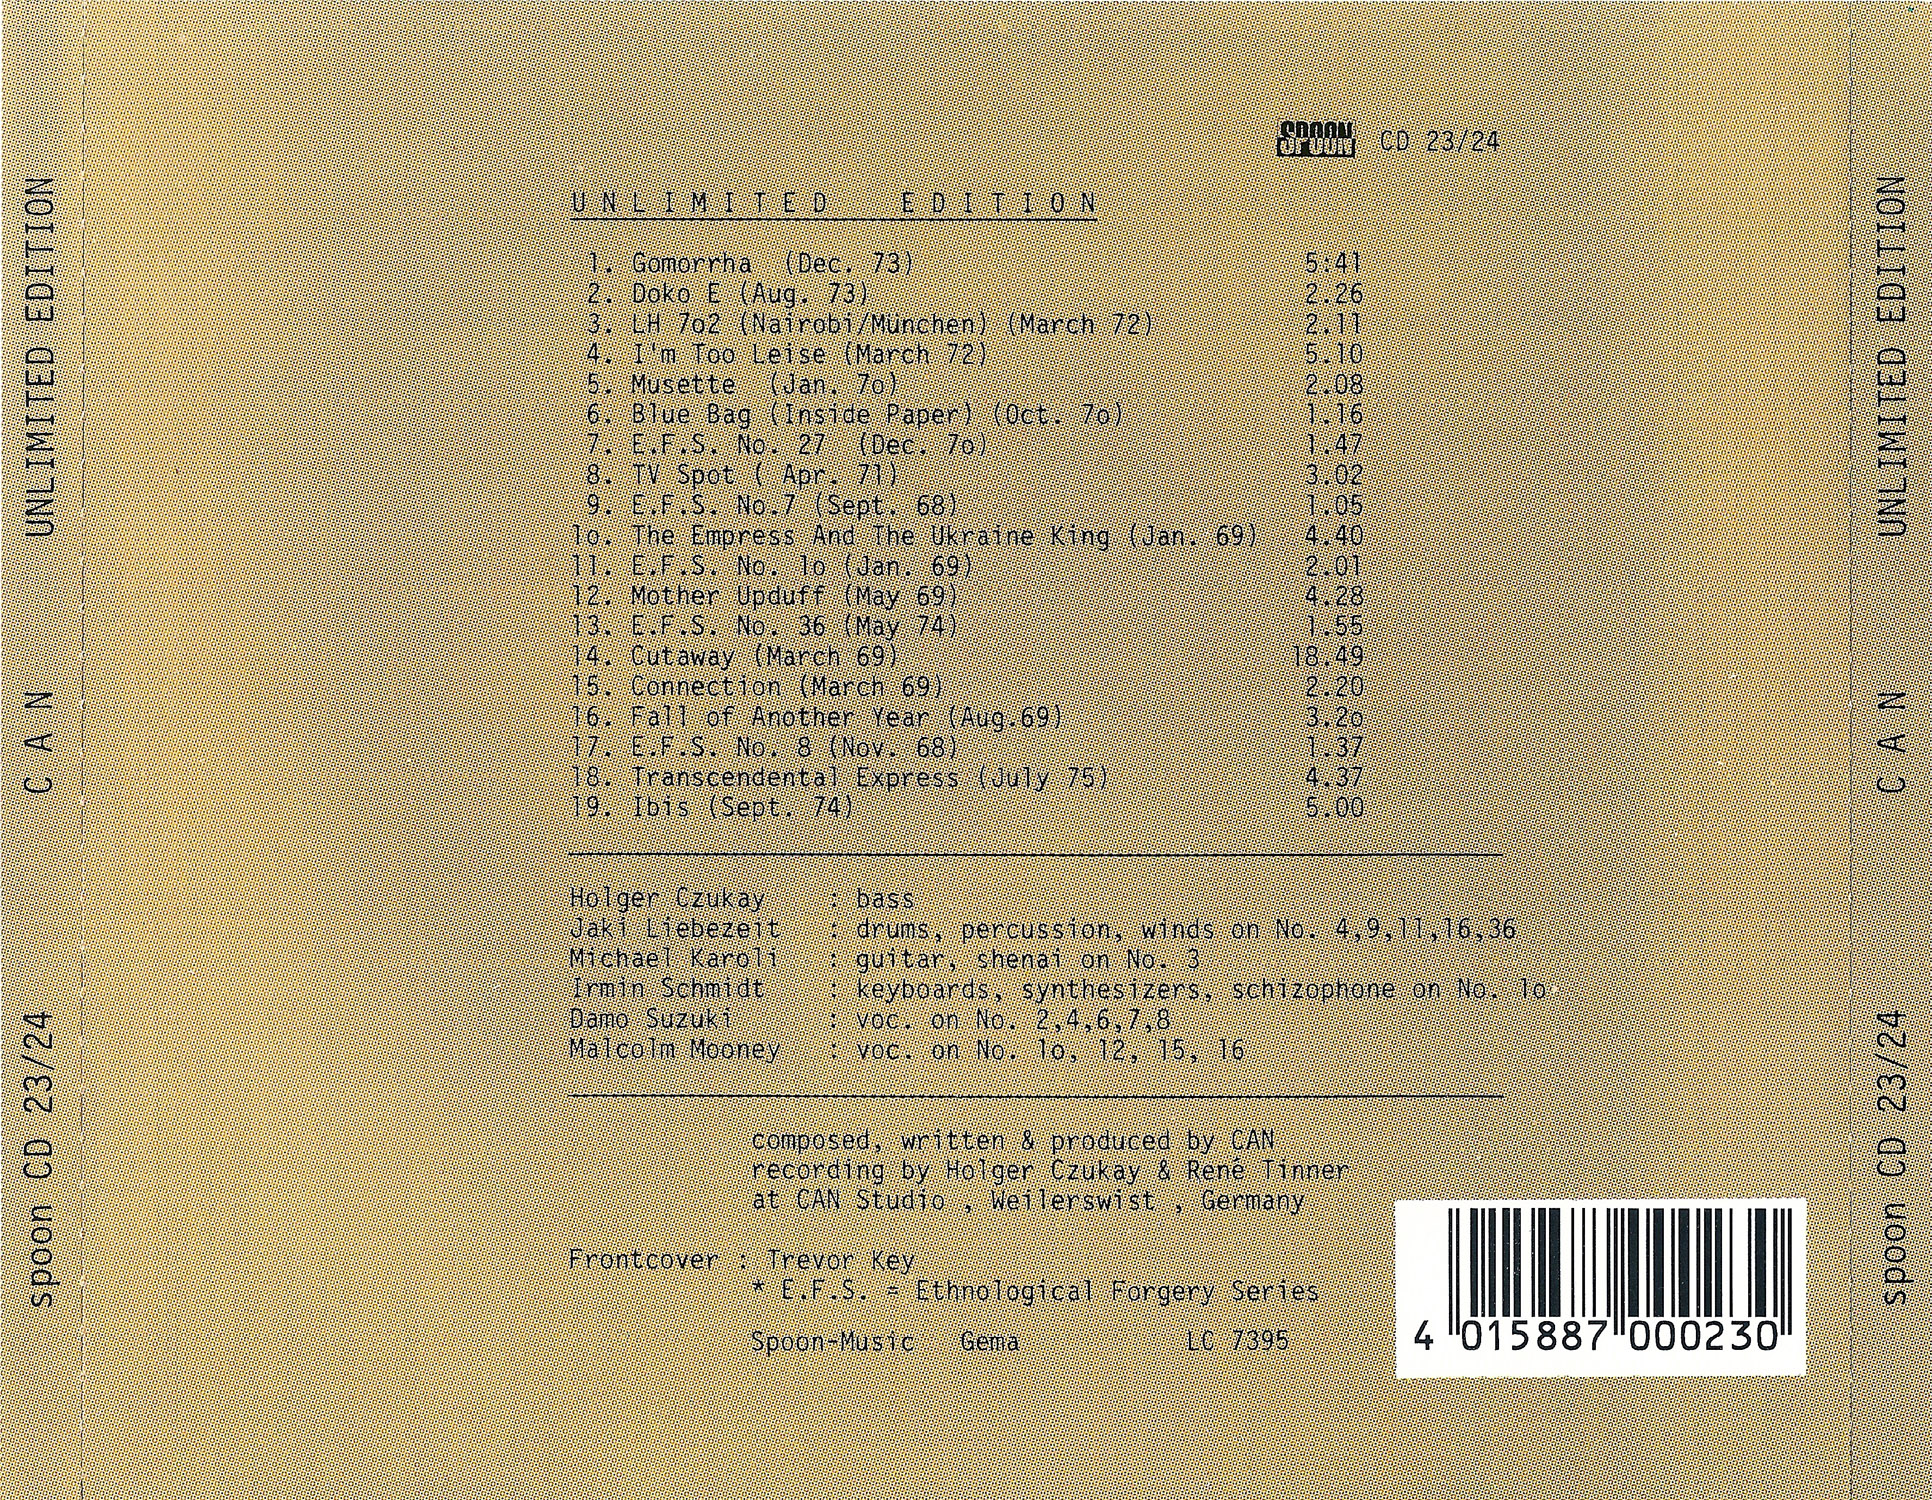 SPOON CD 23/24
UNLIMITED EDITION
1. Gomorrha (Dec. 73) 5:41
2. Doko E (Aug. 73) 2.26
3. LH 7o2 (Nairobi/München) (March 72) 2.11
4. I'm Too Leise (March 72) 5.10
5. Musette (Jan. 7o) 2.08
6. Blue Bag (Inside Paper) (Oct. 7o) 1.16
7. E.F.S. No. 27 (Dec. 7o) 1.47
8. TV Spot ( Apr. 71) 3.02
9. E.F.S. No.7 (Sept. 68) 1.05
1o. The Empress And The Ukraine King (Jan. 69) 4.40
11. E.F.S. No. 1o (Jan. 69) 2.01
12. Mother Upduff (May 69) 4.28
13. E.F.S. No. 36 (May 74) 1.55
14. Cutaway (March 69) 18.49
15. Connection (March 69) 2.20
16. Fall of Another Year (Aug.69) 3.2o
17. E.F.S. No. 8 (Nov. 68) 1.37
18. Transcendental Express (July 75) 4.37
19. Ibis (Sept. 74) 5.00
Holger Czukay : bass
Jaki Liebezeit : drums, percussion, winds on No. 4,9,11,16,36
Michael Karoli : guitar, shenai on No. 3
Irmin Schmidt : keyboards, synthesizers, schizophone on No. 1o
Damo Suzuki : voc. on No. 2,4,6,7,8
Malcolm Mooney : voc. on No. 1o, 12, 15, 16
composed, written & produced by CAN
recording by Holger Czukay & René Tinner
at CAN Studio , Weilerswist , Germany
Frontcover : Trevor Key
* E.F.S. = Ethnological Forgery Series
Spoon-Music Gema LC 7395
4 015887 000230
spoon CD 23/24 CAN UNLIMITED EDITION
spoon CD 23/24 CAN UNLIMITED EDITION